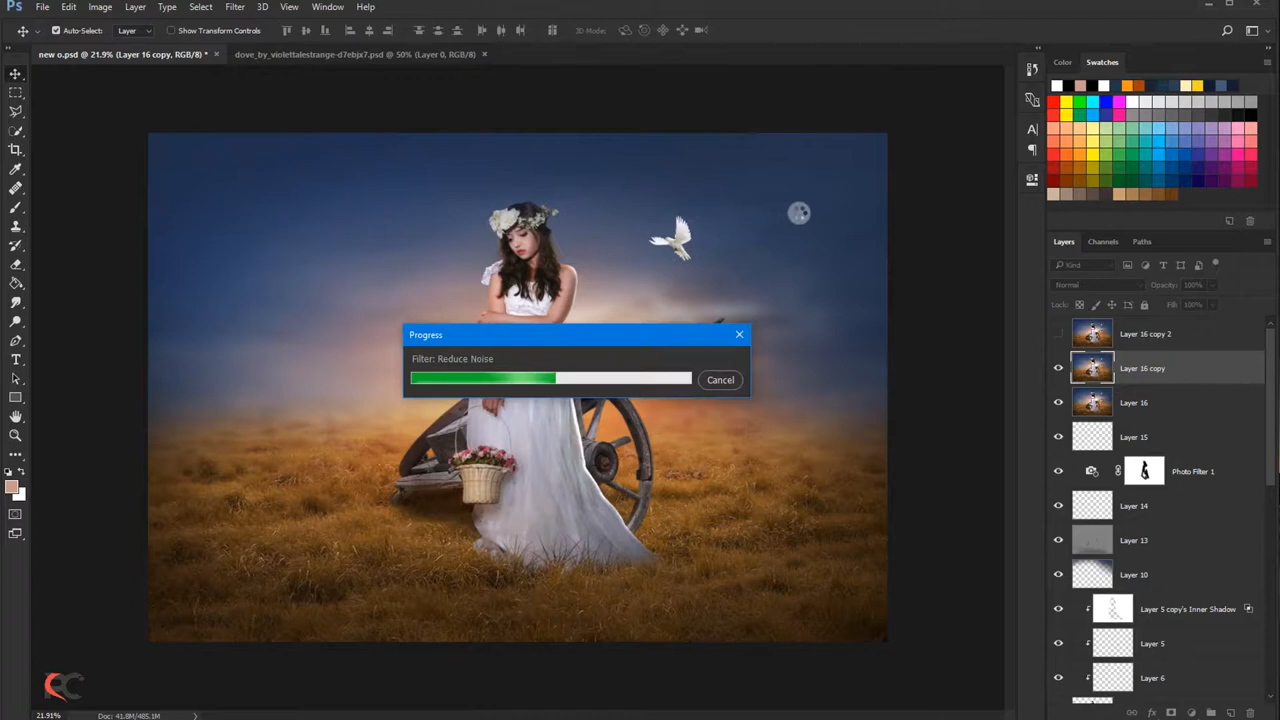 Ps File Edit Image Layer Type Select Filter 3D View Window Help
Auto-Select: Layer Show Transform Controls 3D Mode:
new o.psd @ 21.9% (Layer 16 copy, RGB/8) * × dove_by_violettalestrange-d7ebjx7.psd @ 50% (Layer 0, RGB/8) ×
Color Swatches
Layers Channels Paths
Kind
Normal Opacity: 100%
Lock: Fill: 100%
Layer 16 copy 2
Layer 16 copy
Layer 16
Layer 15
Photo Filter 1
Layer 14
Layer 13
Layer 10
Layer 5 copy's Inner Shadow
Layer 5
Layer 6
Progress
Filter: Reduce Noise
Cancel
RC
21.91% Doc: 41.8M/485.1M